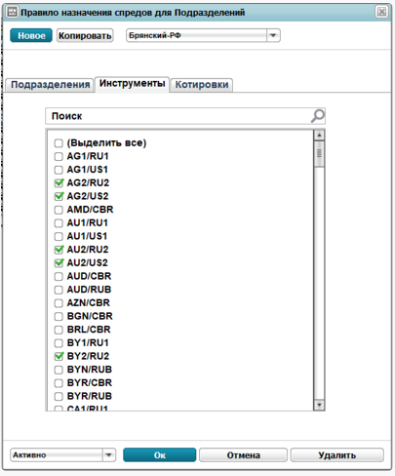 Правило назначения спредов для Подразделений
Новое Копировать Брянский-РФ
Подразделения Инструменты Котировки
Поиск
(Выделить все)
AG1/RU1
AG1/US1
AG2/RU2
AG2/US2
AMD/CBR
AU1/RU1
AU1/US1
AU2/RU2
AU2/US2
AUD/CBR
AUD/RUB
AZN/CBR
BGN/CBR
BRL/CBR
BY1/RU1
BY2/RU2
BYN/RUB
BYR/CBR
BYR/RUB
CA1/RU1
Активно Ок Отмена Удалить